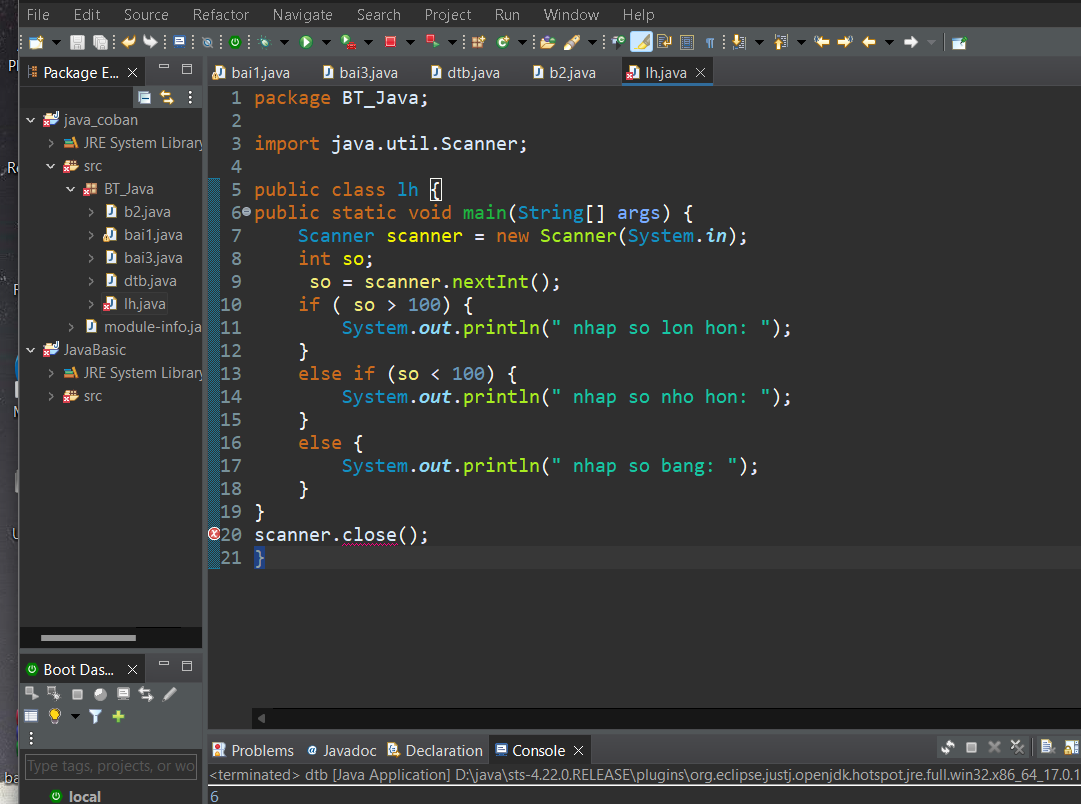 File Edit Source Refactor Navigate Search Project Run Window Help
Package E...
bai1.java bai3.java dtb.java b2.java lh.java
java_coban
JRE System Library
src
BT_Java
b2.java
bai1.java
bai3.java
dtb.java
lh.java
module-info.ja
JavaBasic
JRE System Library
src
1 package BT_Java;
2
3 import java.util.Scanner;
4
5 public class lh {
6 public static void main(String[] args) {
7 Scanner scanner = new Scanner(System.in);
8 int so;
9 so = scanner.nextInt();
10 if ( so > 100) {
11 System.out.println(" nhap so lon hon: ");
12 }
13 else if (so < 100) {
14 System.out.println(" nhap so nho hon: ");
15 }
16 else {
17 System.out.println(" nhap so bang: ");
18 }
19 }
20 scanner.close();
21 }
Boot Das...
Type tags, projects, or wo
local
Problems Javadoc Declaration Console
<terminated> dtb [Java Application] D:\java\sts-4.22.0.RELEASE\plugins\org.eclipse.justj.openjdk.hotspot.jre.full.win32.x86_64_17.0.1
6